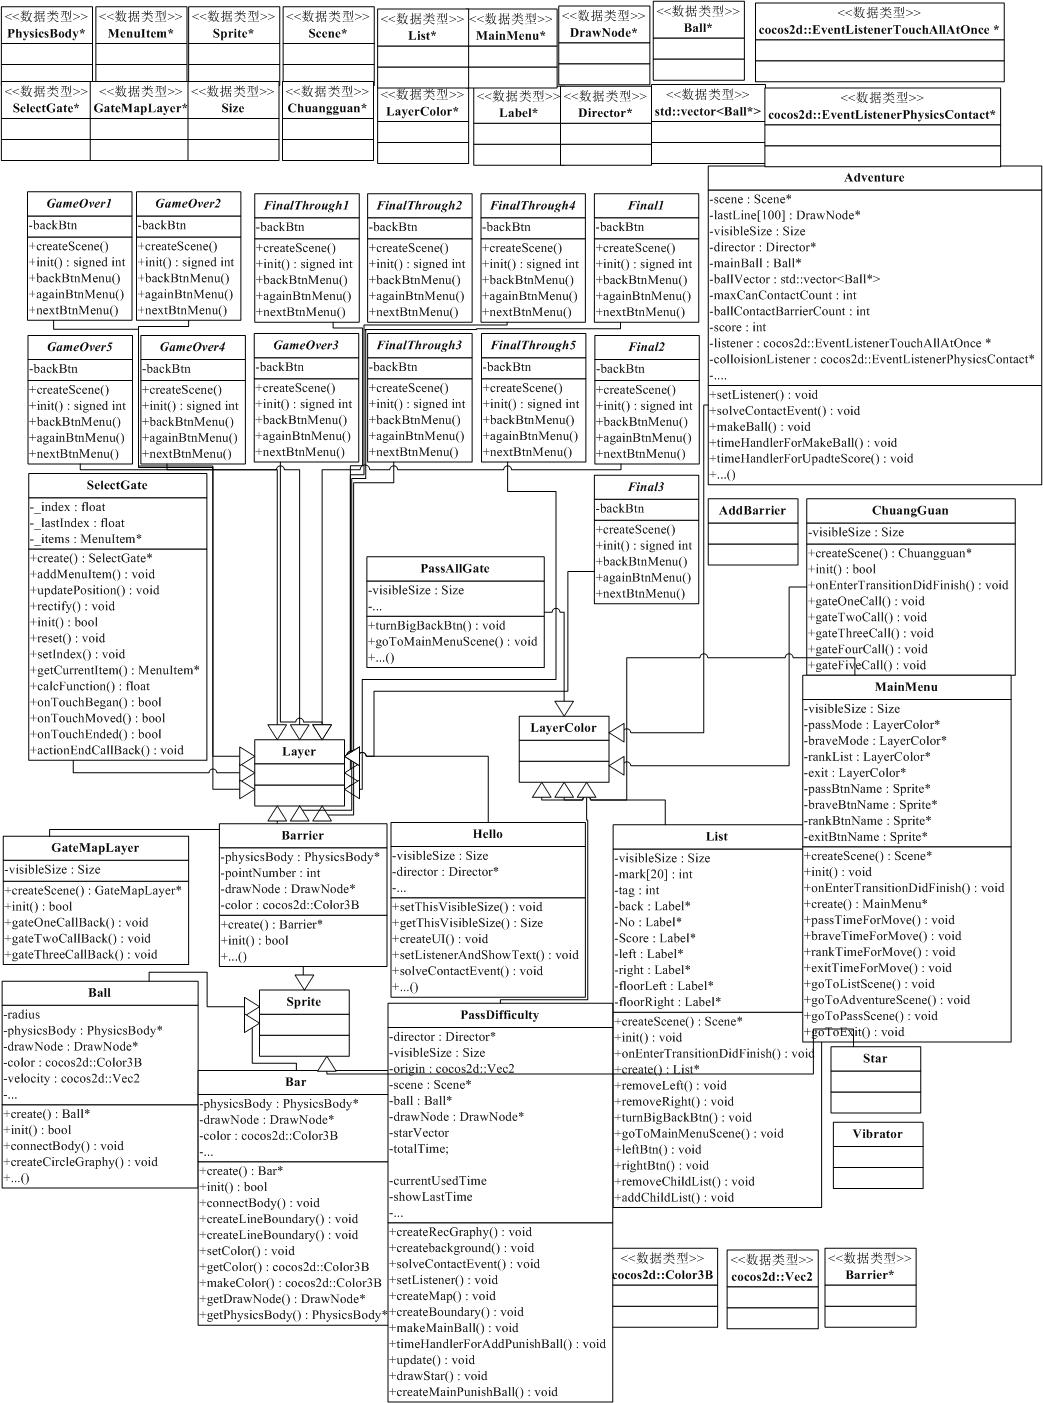 <<数据类型>>
PhysicsBody*
<<数据类型>>
MenuItem*
<<数据类型>>
Sprite*
<<数据类型>>
Scene*
<<数据类型>>
List*
<<数据类型>>
MainMenu*
<<数据类型>>
DrawNode*
<<数据类型>>
Ball*
<<数据类型>>
cocos2d::EventListenerTouchAllAtOnce *
<<数据类型>>
SelectGate*
<<数据类型>>
GateMapLayer*
<<数据类型>>
Size
<<数据类型>>
Chuangguan*
<<数据类型>>
LayerColor*
<<数据类型>>
Label*
<<数据类型>>
Director*
<<数据类型>>
std::vector<Ball*>
<<数据类型>>
cocos2d::EventListenerPhysicsContact*
GameOver1
-backBtn
+createScene()
+init() : signed int
+backBtnMenu()
+againBtnMenu()
+nextBtnMenu()
GameOver2
-backBtn
+createScene()
+init() : signed int
+backBtnMenu()
+againBtnMenu()
+nextBtnMenu()
FinalThrough1
-backBtn
+createScene()
+init() : signed int
+backBtnMenu()
+againBtnMenu()
+nextBtnMenu()
FinalThrough2
-backBtn
+createScene()
+init() : signed int
+backBtnMenu()
+againBtnMenu()
+nextBtnMenu()
FinalThrough4
-backBtn
+createScene()
+init() : signed int
+backBtnMenu()
+againBtnMenu()
+nextBtnMenu()
Final1
-backBtn
+createScene()
+init() : signed int
+backBtnMenu()
+againBtnMenu()
+nextBtnMenu()
Adventure
-scene : Scene*
-lastLine[100] : DrawNode*
-visibleSize : Size
-director : Director*
-mainBall : Ball*
-ballVector : std::vector<Ball*>
-maxCanContactCount : int
-ballContactBarrierCount : int
-score : int
-listener : cocos2d::EventListenerTouchAllAtOnce *
-colloisionListener : cocos2d::EventListenerPhysicsContact*
-....
+setListener() : void
+solveContactEvent() : void
+makeBall() : void
+timeHandlerForMakeBall() : void
+timeHandlerForUpadteScore() : void
+...()
GameOver5
-backBtn
+createScene()
+init() : signed int
+backBtnMenu()
+againBtnMenu()
+nextBtnMenu()
GameOver4
-backBtn
+createScene()
+init() : signed int
+backBtnMenu()
+againBtnMenu()
+nextBtnMenu()
GameOver3
-backBtn
+createScene()
+init() : signed int
+backBtnMenu()
+againBtnMenu()
+nextBtnMenu()
FinalThrough3
-backBtn
+createScene()
+init() : signed int
+backBtnMenu()
+againBtnMenu()
+nextBtnMenu()
FinalThrough5
-backBtn
+createScene()
+init() : signed int
+backBtnMenu()
+againBtnMenu()
+nextBtnMenu()
Final2
-backBtn
+createScene()
+init() : signed int
+backBtnMenu()
+againBtnMenu()
+nextBtnMenu()
SelectGate
-_index : float
-_lastIndex : float
-_items : MenuItem*
+create() : SelectGate*
+addMenuItem() : void
+updatePosition() : void
+rectify() : void
+init() : bool
+reset() : void
+setIndex() : void
+getCurrentItem() : MenuItem*
+calcFunction() : float
+onTouchBegan() : bool
+onTouchMoved() : bool
+onTouchEnded() : bool
+actionEndCallBack() : void
Final3
-backBtn
+createScene()
+init() : signed int
+backBtnMenu()
+againBtnMenu()
+nextBtnMenu()
AddBarrier
ChuangGuan
-visibleSize : Size
+createScene() : Chuangguan*
+init() : bool
+onEnterTransitionDidFinish() : void
+gateOneCall() : void
+gateTwoCall() : void
+gateThreeCall() : void
+gateFourCall() : void
+gateFiveCall() : void
PassAllGate
-visibleSize : Size
-...
+turnBigBackBtn() : void
+goToMainMenuScene() : void
+...()
MainMenu
-visibleSize : Size
-passMode : LayerColor*
-braveMode : LayerColor*
-rankList : LayerColor*
-exit : LayerColor*
-passBtnName : Sprite*
-braveBtnName : Sprite*
-rankBtnName : Sprite*
-exitBtnName : Sprite*
+createScene() : Scene*
+init() : void
+onEnterTransitionDidFinish() : void
+create() : MainMenu*
+passTimeForMove() : void
+braveTimeForMove() : void
+rankTimeForMove() : void
+exitTimeForMove() : void
+goToListScene() : void
+goToAdventureScene() : void
+goToPassScene() : void
+goToExit() : void
LayerColor
Layer
GateMapLayer
-visibleSize : Size
+createScene() : GateMapLayer*
+init() : bool
+gateOneCallBack() : void
+gateTwoCallBack() : void
+gateThreeCallBack() : void
Barrier
-physicsBody : PhysicsBody*
-pointNumber : int
-drawNode : DrawNode*
-color : cocos2d::Color3B
+create() : Barrier*
+init() : bool
+...()
Hello
-visibleSize : Size
-director : Director*
-...
+setThisVisibleSize() : void
+getThisVisibleSize() : Size
+createUI() : void
+setListenerAndShowText() : void
+solveContactEvent() : void
+...()
List
-visibleSize : Size
-mark[20] : int
-tag : int
-back : Label*
-No : Label*
-Score : Label*
-left : Label*
-right : Label*
-floorLeft : Label*
-floorRight : Label*
+createScene() : Scene*
+init() : void
+onEnterTransitionDidFinish() : void
+create() : List*
+removeLeft() : void
+removeRight() : void
+turnBigBackBtn() : void
+goToMainMenuScene() : void
+leftBtn() : void
+rightBtn() : void
+removeChildList() : void
+addChildList() : void
Ball
-radius
-physicsBody : PhysicsBody*
-drawNode : DrawNode*
-color : cocos2d::Color3B
-velocity : cocos2d::Vec2
-...
+create() : Ball*
+init() : bool
+connectBody() : void
+createCircleGraphy() : void
+...()
Sprite
PassDifficulty
-director : Director*
-visibleSize : Size
-origin : cocos2d::Vec2
-scene : Scene*
-ball : Ball*
-drawNode : DrawNode*
-starVector
-totalTime;
-currentUsedTime
-showLastTime
-...
+createRecGraphy() : void
+createbackground() : void
+solveContactEvent() : void
+setListener() : void
+createMap() : void
+createBoundary() : void
+makeMainBall() : void
+timeHandlerForAddPunishBall() : void
+update() : void
+drawStar() : void
+createMainPunishBall() : void
Bar
-physicsBody : PhysicsBody*
-drawNode : DrawNode*
-color : cocos2d::Color3B
-...
+create() : Bar*
+init() : bool
+connectBody() : void
+createLineBoundary() : void
+createLineBoundary() : void
+setColor() : void
+getColor() : cocos2d::Color3B
+makeColor() : cocos2d::Color3B
+getDrawNode() : DrawNode*
+getPhysicsBody() : PhysicsBody*
Star
Vibrator
<<数据类型>>
cocos2d::Color3B
<<数据类型>>
cocos2d::Vec2
<<数据类型>>
Barrier*